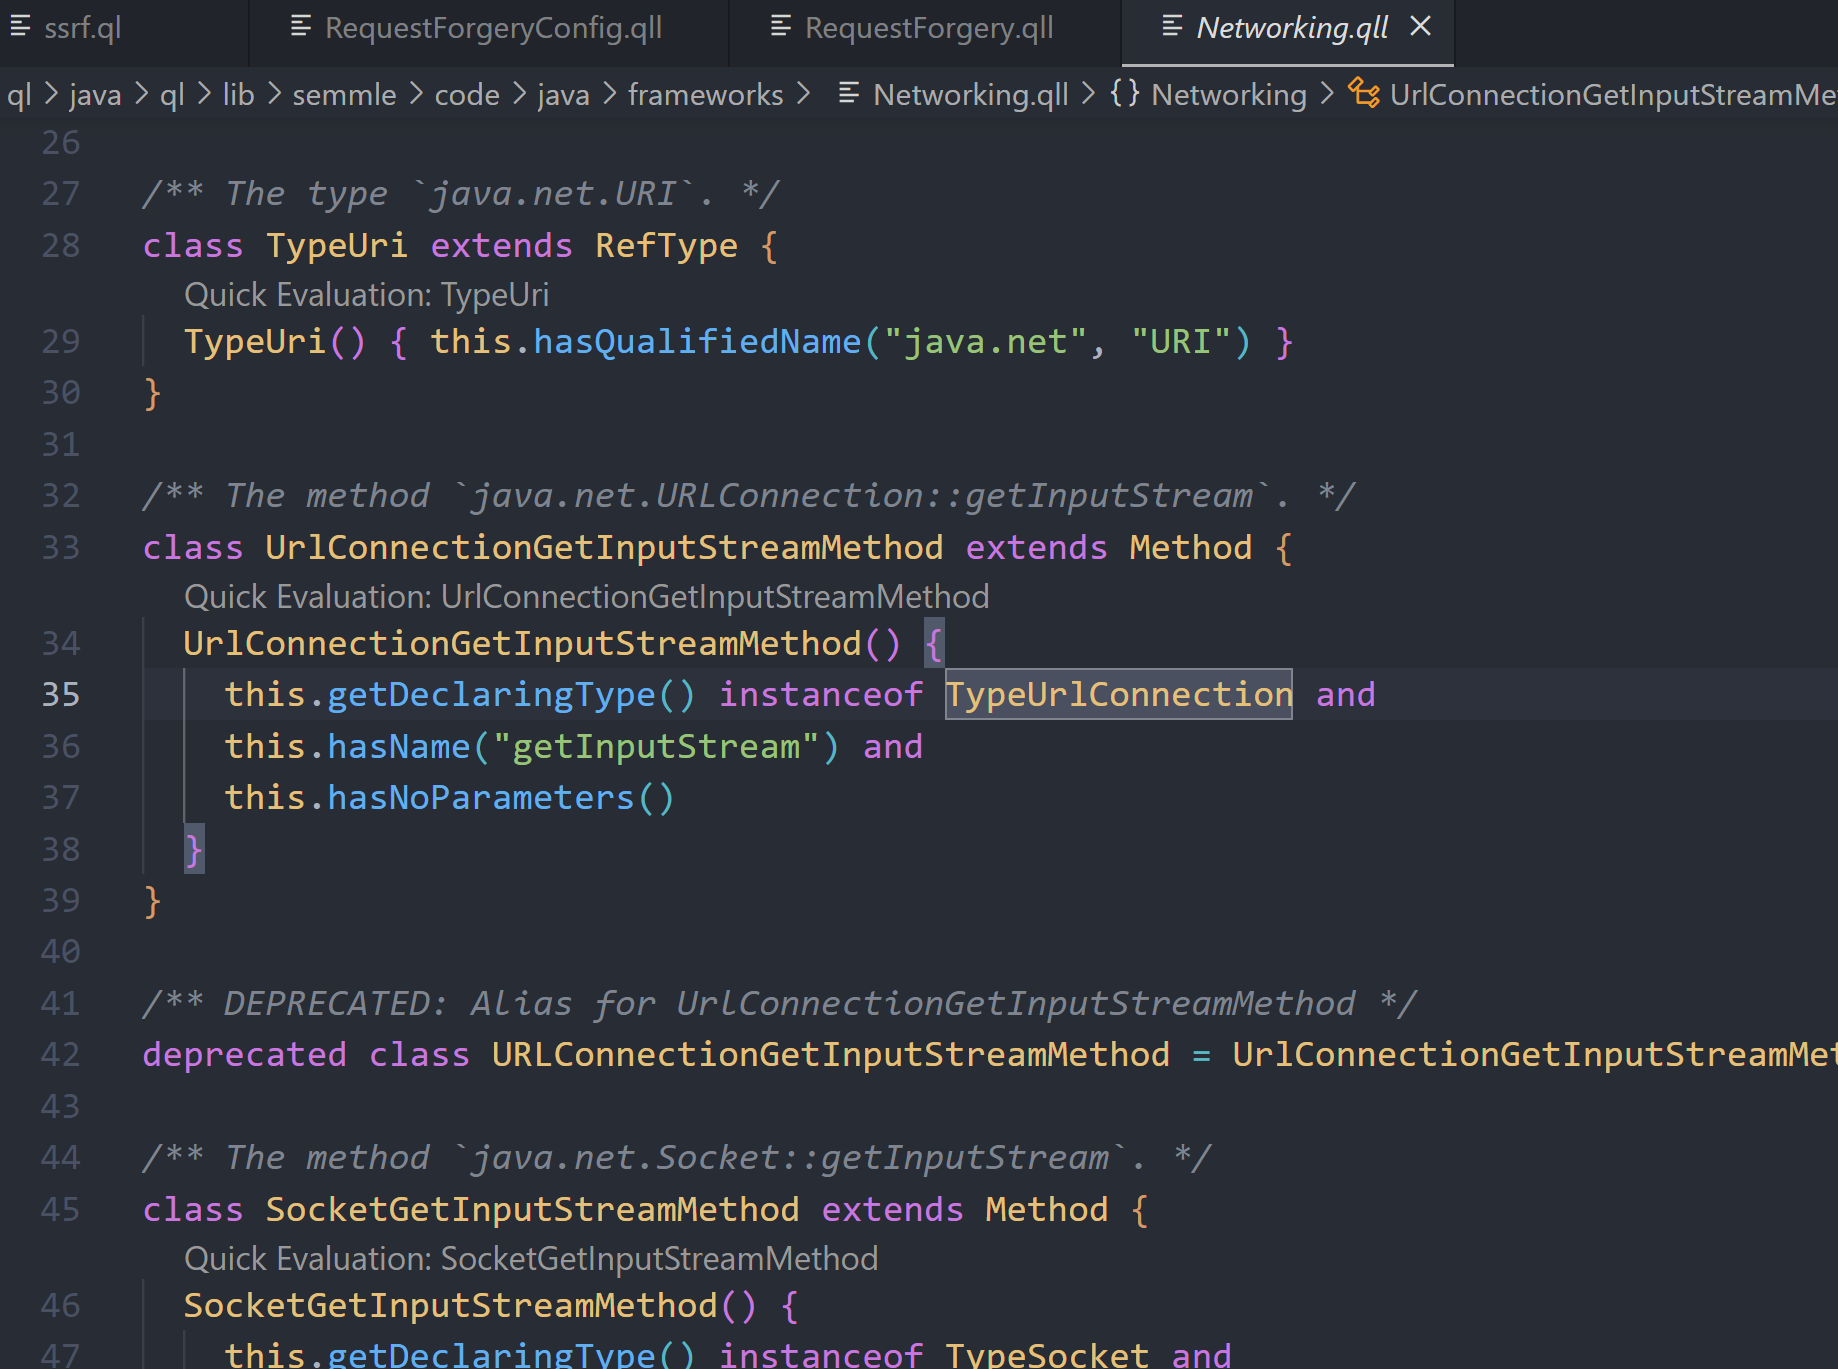 ssrf.ql RequestForgeryConfig.qll RequestForgery.qll Networking.qll
ql > java > ql > lib > semmle > code > java > frameworks > Networking.qll > {} Networking > UrlConnectionGetInputStreamMe
26
27 /** The type `java.net.URI`. */
28 class TypeUri extends RefType {
Quick Evaluation: TypeUri
29 TypeUri() { this.hasQualifiedName("java.net", "URI") }
30 }
31
32 /** The method `java.net.URLConnection::getInputStream`. */
33 class UrlConnectionGetInputStreamMethod extends Method {
Quick Evaluation: UrlConnectionGetInputStreamMethod
34 UrlConnectionGetInputStreamMethod() {
35 this.getDeclaringType() instanceof TypeUrlConnection and
36 this.hasName("getInputStream") and
37 this.hasNoParameters()
38 }
39 }
40
41 /** DEPRECATED: Alias for UrlConnectionGetInputStreamMethod */
42 deprecated class URLConnectionGetInputStreamMethod = UrlConnectionGetInputStreamMet
43
44 /** The method `java.net.Socket::getInputStream`. */
45 class SocketGetInputStreamMethod extends Method {
Quick Evaluation: SocketGetInputStreamMethod
46 SocketGetInputStreamMethod() {
47 this.getDeclaringType() instanceof TypeSocket and